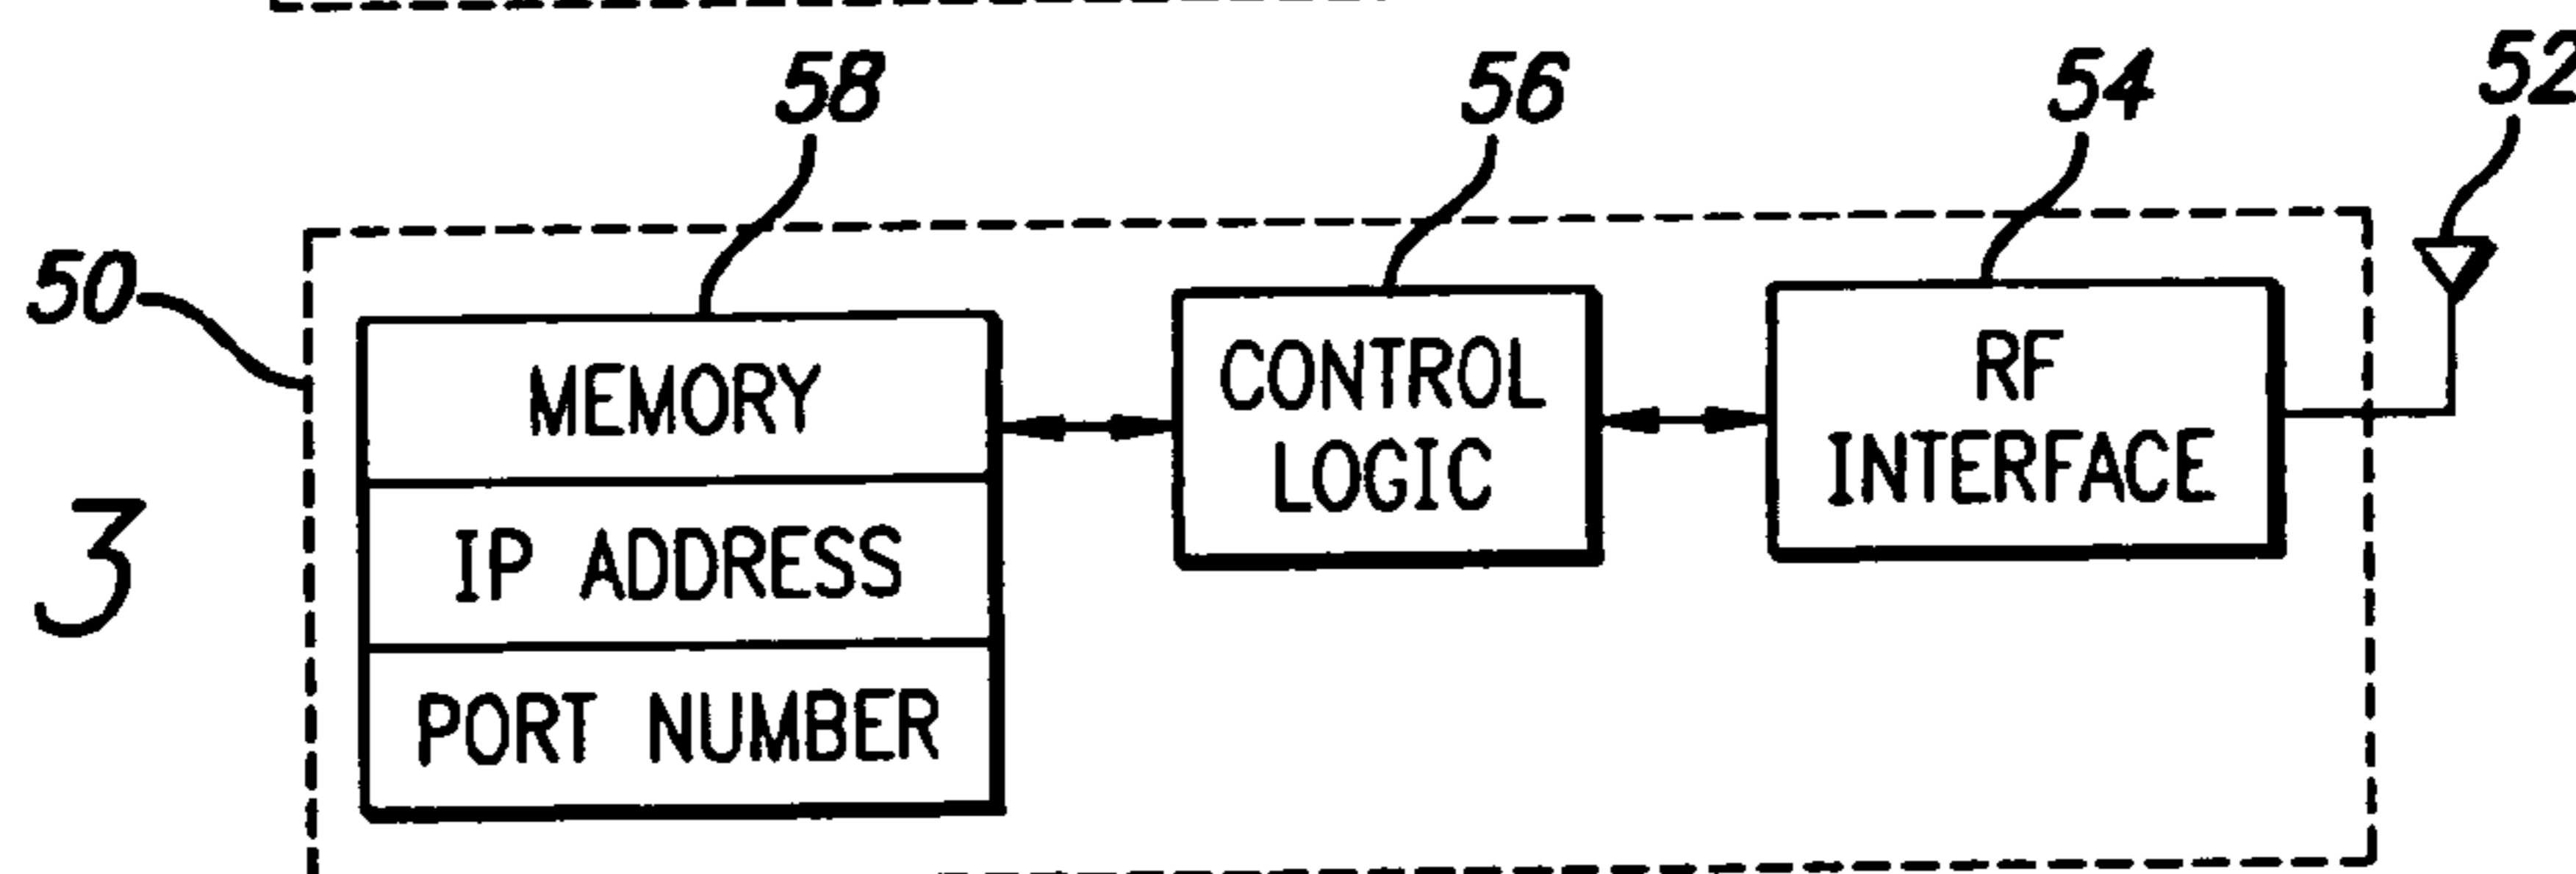 58
56
54
52
50
MEMORY
IP ADDRESS
PORT NUMBER
CONTROL
LOGIC
RF
INTERFACE
3